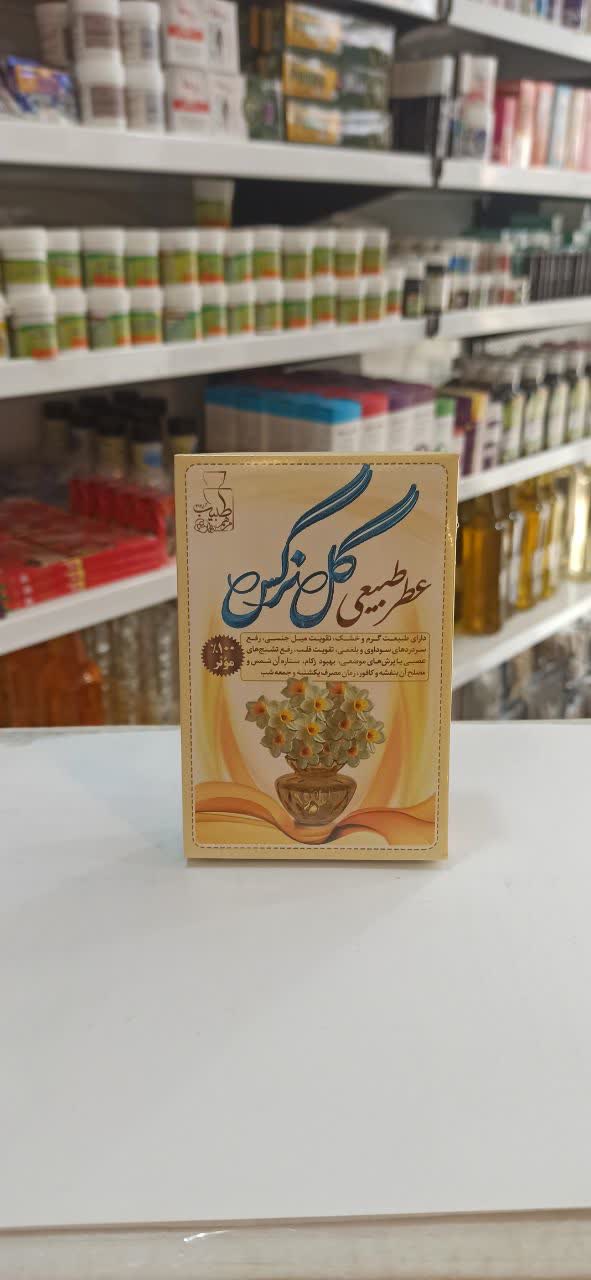 طبیب
عطر طبیعی
گل نرگس
۱۰۰٪
موثر
دارای طبیعت گرم و خشک، تقویت میل جنسی، رفع
سردردهای سوداوی و بلغمی، تقویت قلب، رفع تشنج‌های
عصبی یا پرش‌های موضعی، بهبود زکام، ستاره آن شمس و
مصلح آن بنفشه و کافور، زمان مصرف یکشنبه و جمعه شب